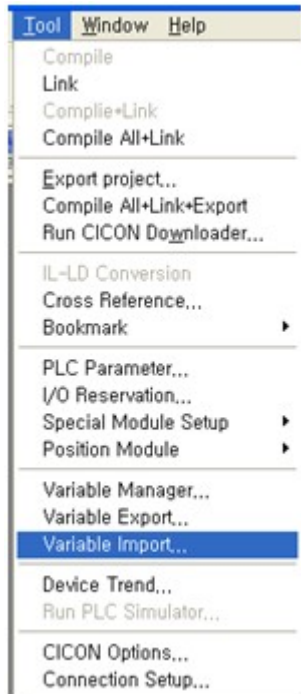 Tool Window Help
Compile
Link
Complie+Link
Compile All+Link
Export project...
Compile All+Link+Export
Run CICON Downloader...
IL-LD Conversion
Cross Reference...
Bookmark
PLC Parameter...
I/O Reservation...
Special Module Setup
Position Module
Variable Manager...
Variable Export...
Variable Import...
Device Trend...
Run PLC Simulator...
CICON Options...
Connection Setup...